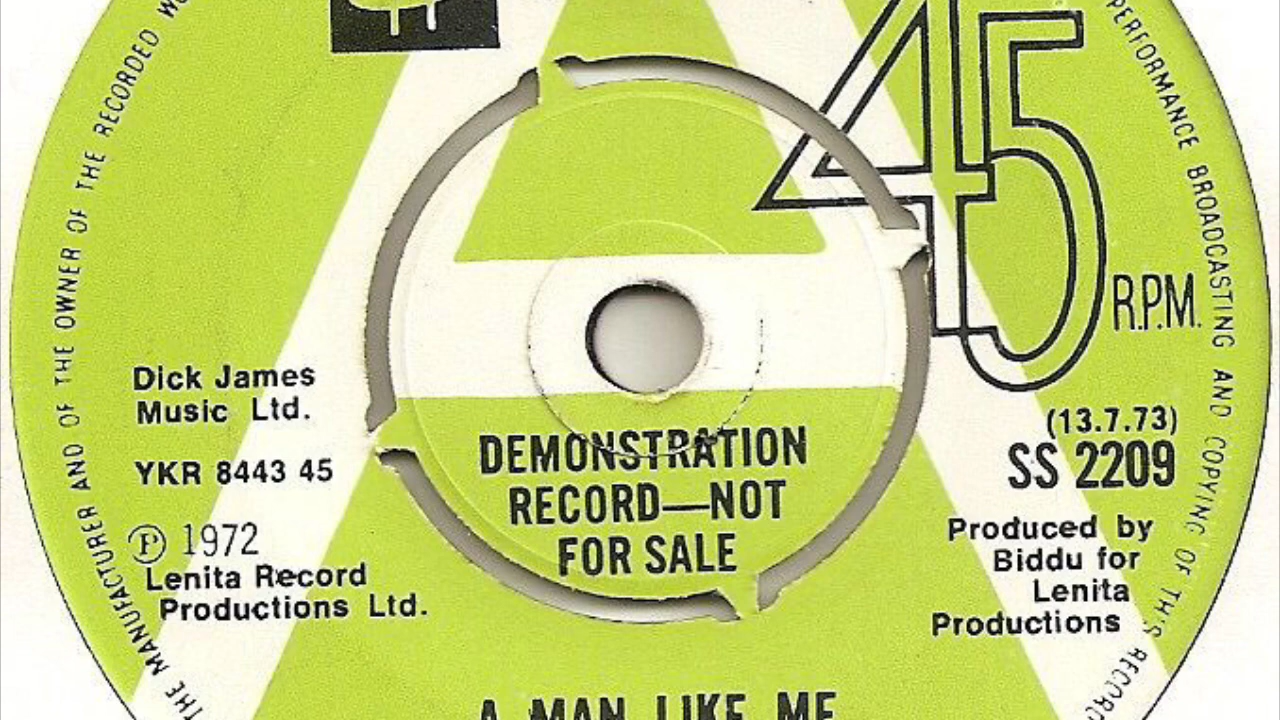 45
R.P.M.
THE MANUFACTURER AND OF THE OWNER OF THE RECORDED
PERFORMANCE BROADCASTING AND COPYING OF THIS RECORD
Dick James
Music Ltd.
YKR 8443 45
Ⓟ 1972
Lenita Record
Productions Ltd.
DEMONSTRATION
RECORD—NOT
FOR SALE
(13.7.73)
SS 2209
Produced by
Biddu for
Lenita
Productions
A MAN LIKE ME